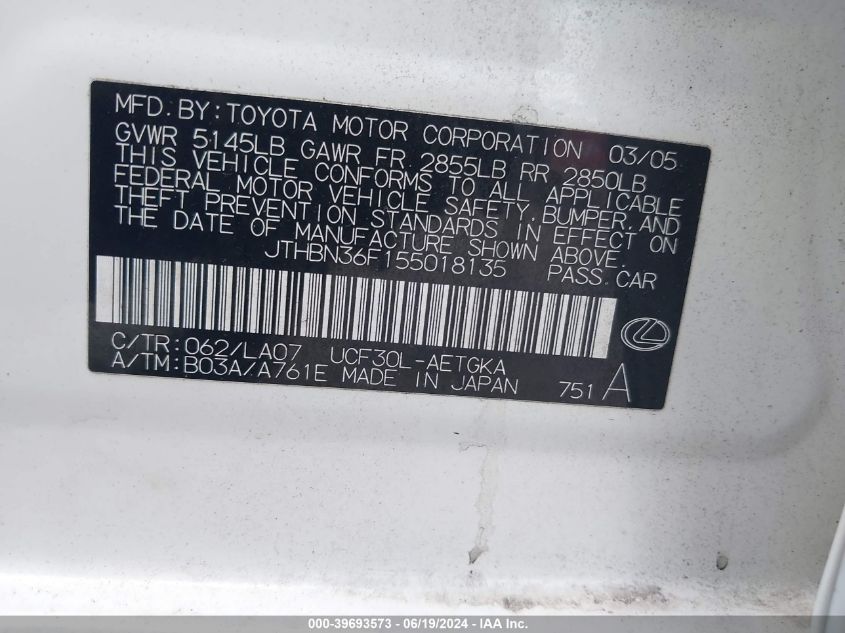 MFD. BY: TOYOTA MOTOR CORPORATION 03/05
GVWR 5145LB GAWR FR 2855LB RR 2850LB
THIS VEHICLE CONFORMS TO ALL APPLICABLE
FEDERAL MOTOR VEHICLE SAFETY, BUMPER, AND
THEFT PREVENTION STANDARDS IN EFFECT ON
THE DATE OF MANUFACTURE SHOWN ABOVE.
JTHBN36F155018135 PASS. CAR
C/TR: 062/LA07 UCF30L-AETGKA
A/TM: B03A/A761E MADE IN JAPAN 751 A
000-39693573 - 06/19/2024 - IAA Inc.